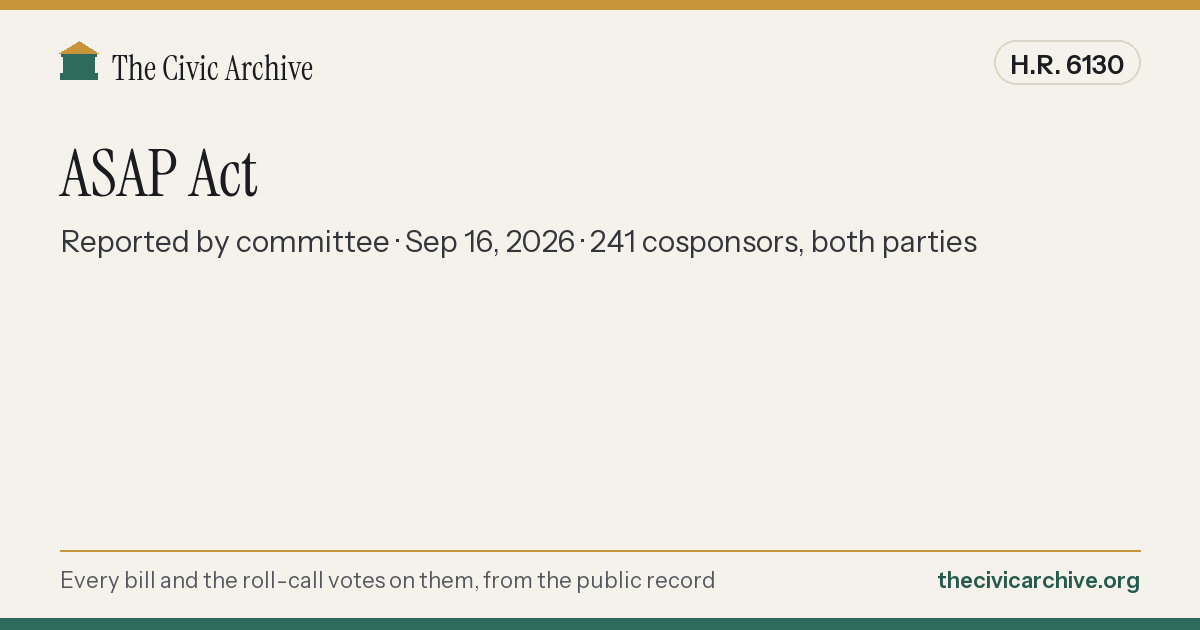 The Civic Archive
H.R. 6130
ASAP Act
Reported by committee · Sep 16, 2026 · 241 cosponsors, both parties
Every bill and the roll-call votes on them, from the public record
thecivicarchive.org